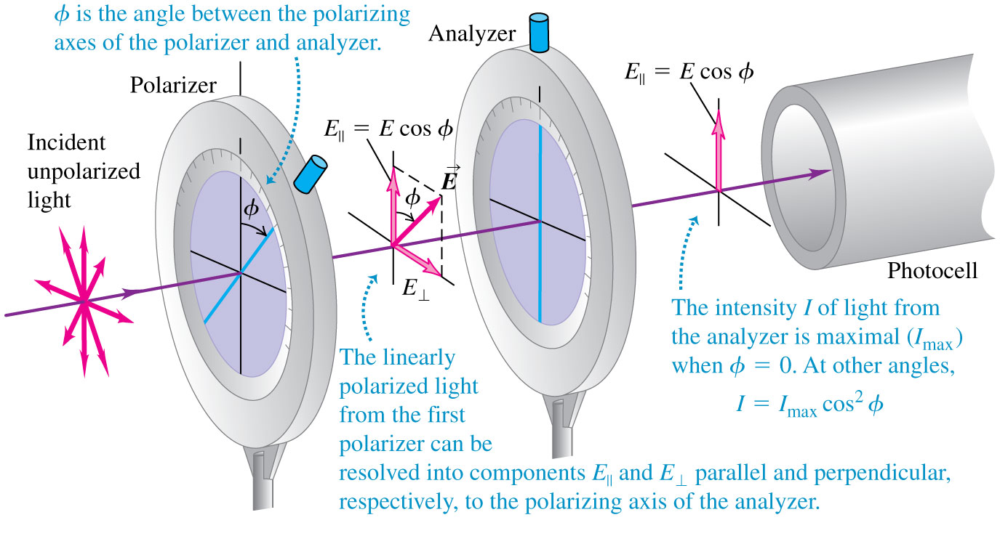 ϕ is the angle between the polarizing
axes of the polarizer and analyzer.
Analyzer
Polarizer
E∥ = E cos ϕ
Incident
unpolarized
light
E∥ = E cos ϕ
E⃗
ϕ
ϕ
E⊥
Photocell
The linearly
polarized light
from the first
polarizer can be
resolved into components E∥ and E⊥ parallel and perpendicular,
respectively, to the polarizing axis of the analyzer.
The intensity I of light from
the analyzer is maximal (Imax)
when ϕ = 0. At other angles,
I = Imax cos² ϕ